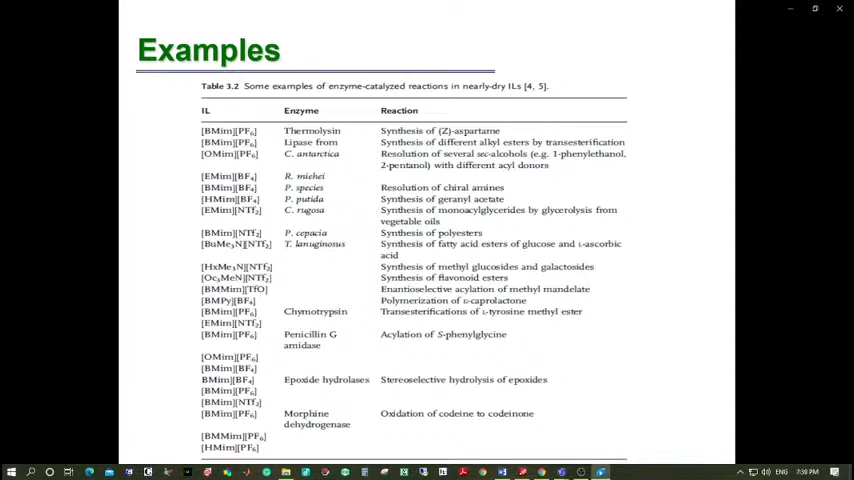 Examples
Table 3.2 Some examples of enzyme-catalyzed reactions in nearly-dry ILs [4, 5].
IL Enzyme Reaction
[BMim][PF6] Thermolysin Synthesis of (Z)-aspartame
[BMim][PF6] Lipase from Synthesis of different alkyl esters by transesterification
[OMim][PF6] C. antarctica Resolution of several sec-alcohols (e.g. 1-phenylethanol,
2-pentanol) with different acyl donors
[EMim][BF4] R. miehei
[BMim][BF4] P. species Resolution of chiral amines
[HMim][BF4] P. putida Synthesis of geranyl acetate
[EMim][NTf2] C. rugosa Synthesis of monoacylglycerides by glycerolysis from
vegetable oils
[BMim][NTf2] P. cepacia Synthesis of polyesters
[BuMe3N][NTf2] T. lanuginosus Synthesis of fatty acid esters of glucose and L-ascorbic
acid
[HxMe3N][NTf2] Synthesis of methyl glucosides and galactosides
[Oc3MeN][NTf2] Synthesis of flavonoid esters
[BMMim][TfO] Enantioselective acylation of methyl mandelate
[BMPy][BF4] Polymerization of ε-caprolactone
[BMim][PF6] Chymotrypsin Transesterifications of L-tyrosine methyl ester
[EMim][NTf2]
[BMim][PF6] Penicillin G Acylation of S-phenylglycine
amidase
[OMim][PF6]
[BMim][BF4]
BMim][BF4] Epoxide hydrolases Stereoselective hydrolysis of epoxides
[BMim][PF6]
[BMim][NTf2]
[BMim][PF6] Morphine Oxidation of codeine to codeinone
dehydrogenase
[BMMim][PF6]
[HMim][PF6]
ENG 7:38 PM